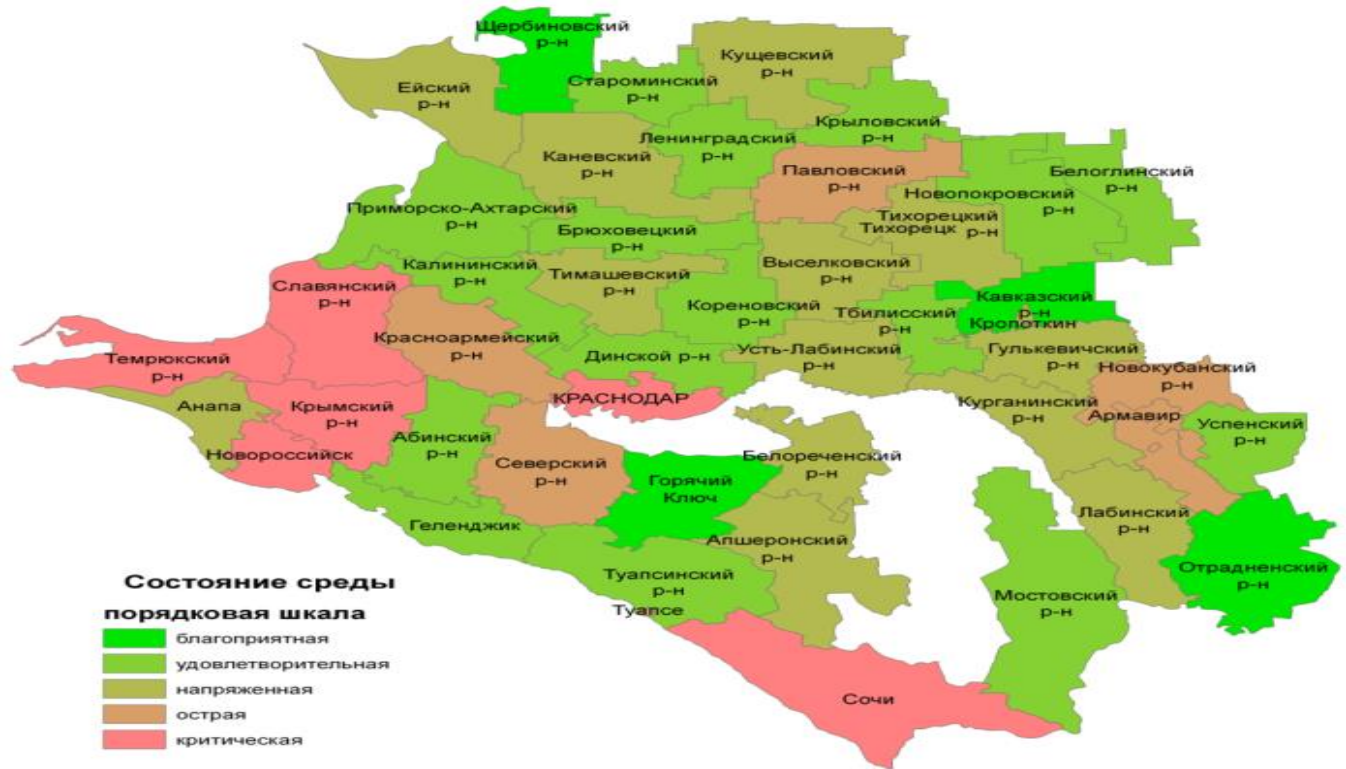 Щербиновский
р-н
Кущевский
р-н
Староминский
р-н
Ейский
р-н
Крыловский
р-н
Ленинградский
р-н
Каневский
р-н
Павловский
р-н
Белоглинский
р-н
Новопокровский
р-н
Приморско-Ахтарский
р-н
Тихорецкий
Тихорецк р-н
Брюховецкий
р-н
Калининский
р-н
Тимашевский
р-н
Выселковский
р-н
Славянский
р-н
Кореновский
р-н
Тбилисский
р-н
Кавказский
р-н
Кропоткин
Красноармейский
р-н
Динской р-н
Усть-Лабинский
р-н
Гулькевичский
р-н
Темрюкский
р-н
Новокубанский
р-н
КРАСНОДАР
Курганинский
р-н
Анапа
Крымский
р-н
Армавир
Успенский
р-н
Абинский
р-н
Новороссийск
Северский
р-н
Белореченский
р-н
Горячий
Ключ
Лабинский
р-н
Геленджик
Апшеронский
р-н
Отрадненский
р-н
Туапсинский
р-н
Туапсе
Мостовский
р-н
Сочи
Состояние среды
порядковая шкала
благоприятная
удовлетворительная
напряженная
острая
критическая